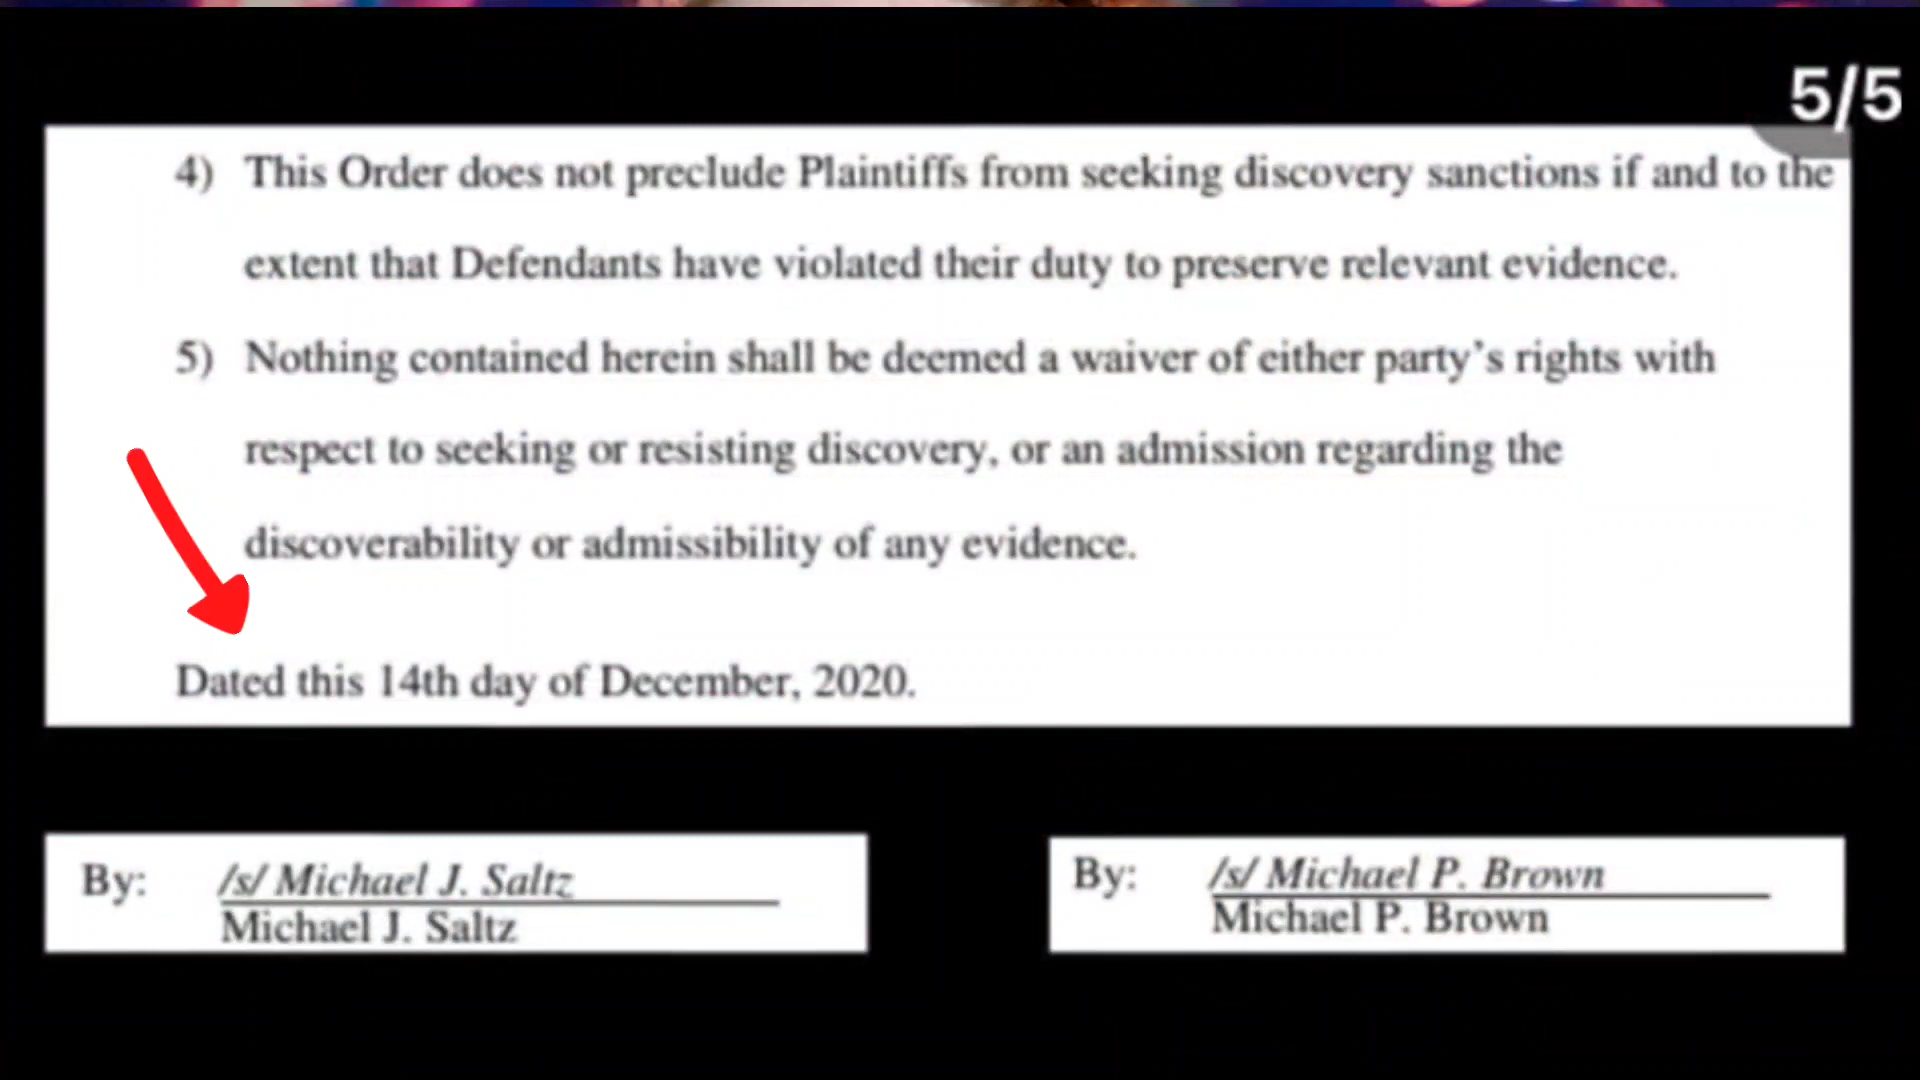 5/5
4) This Order does not preclude Plaintiffs from seeking discovery sanctions if and to the
extent that Defendants have violated their duty to preserve relevant evidence.
5) Nothing contained herein shall be deemed a waiver of either party's rights with
respect to seeking or resisting discovery, or an admission regarding the
discoverability or admissibility of any evidence.
Dated this 14th day of December, 2020.
By: /s/ Michael J. Saltz
Michael J. Saltz
By: /s/ Michael P. Brown
Michael P. Brown